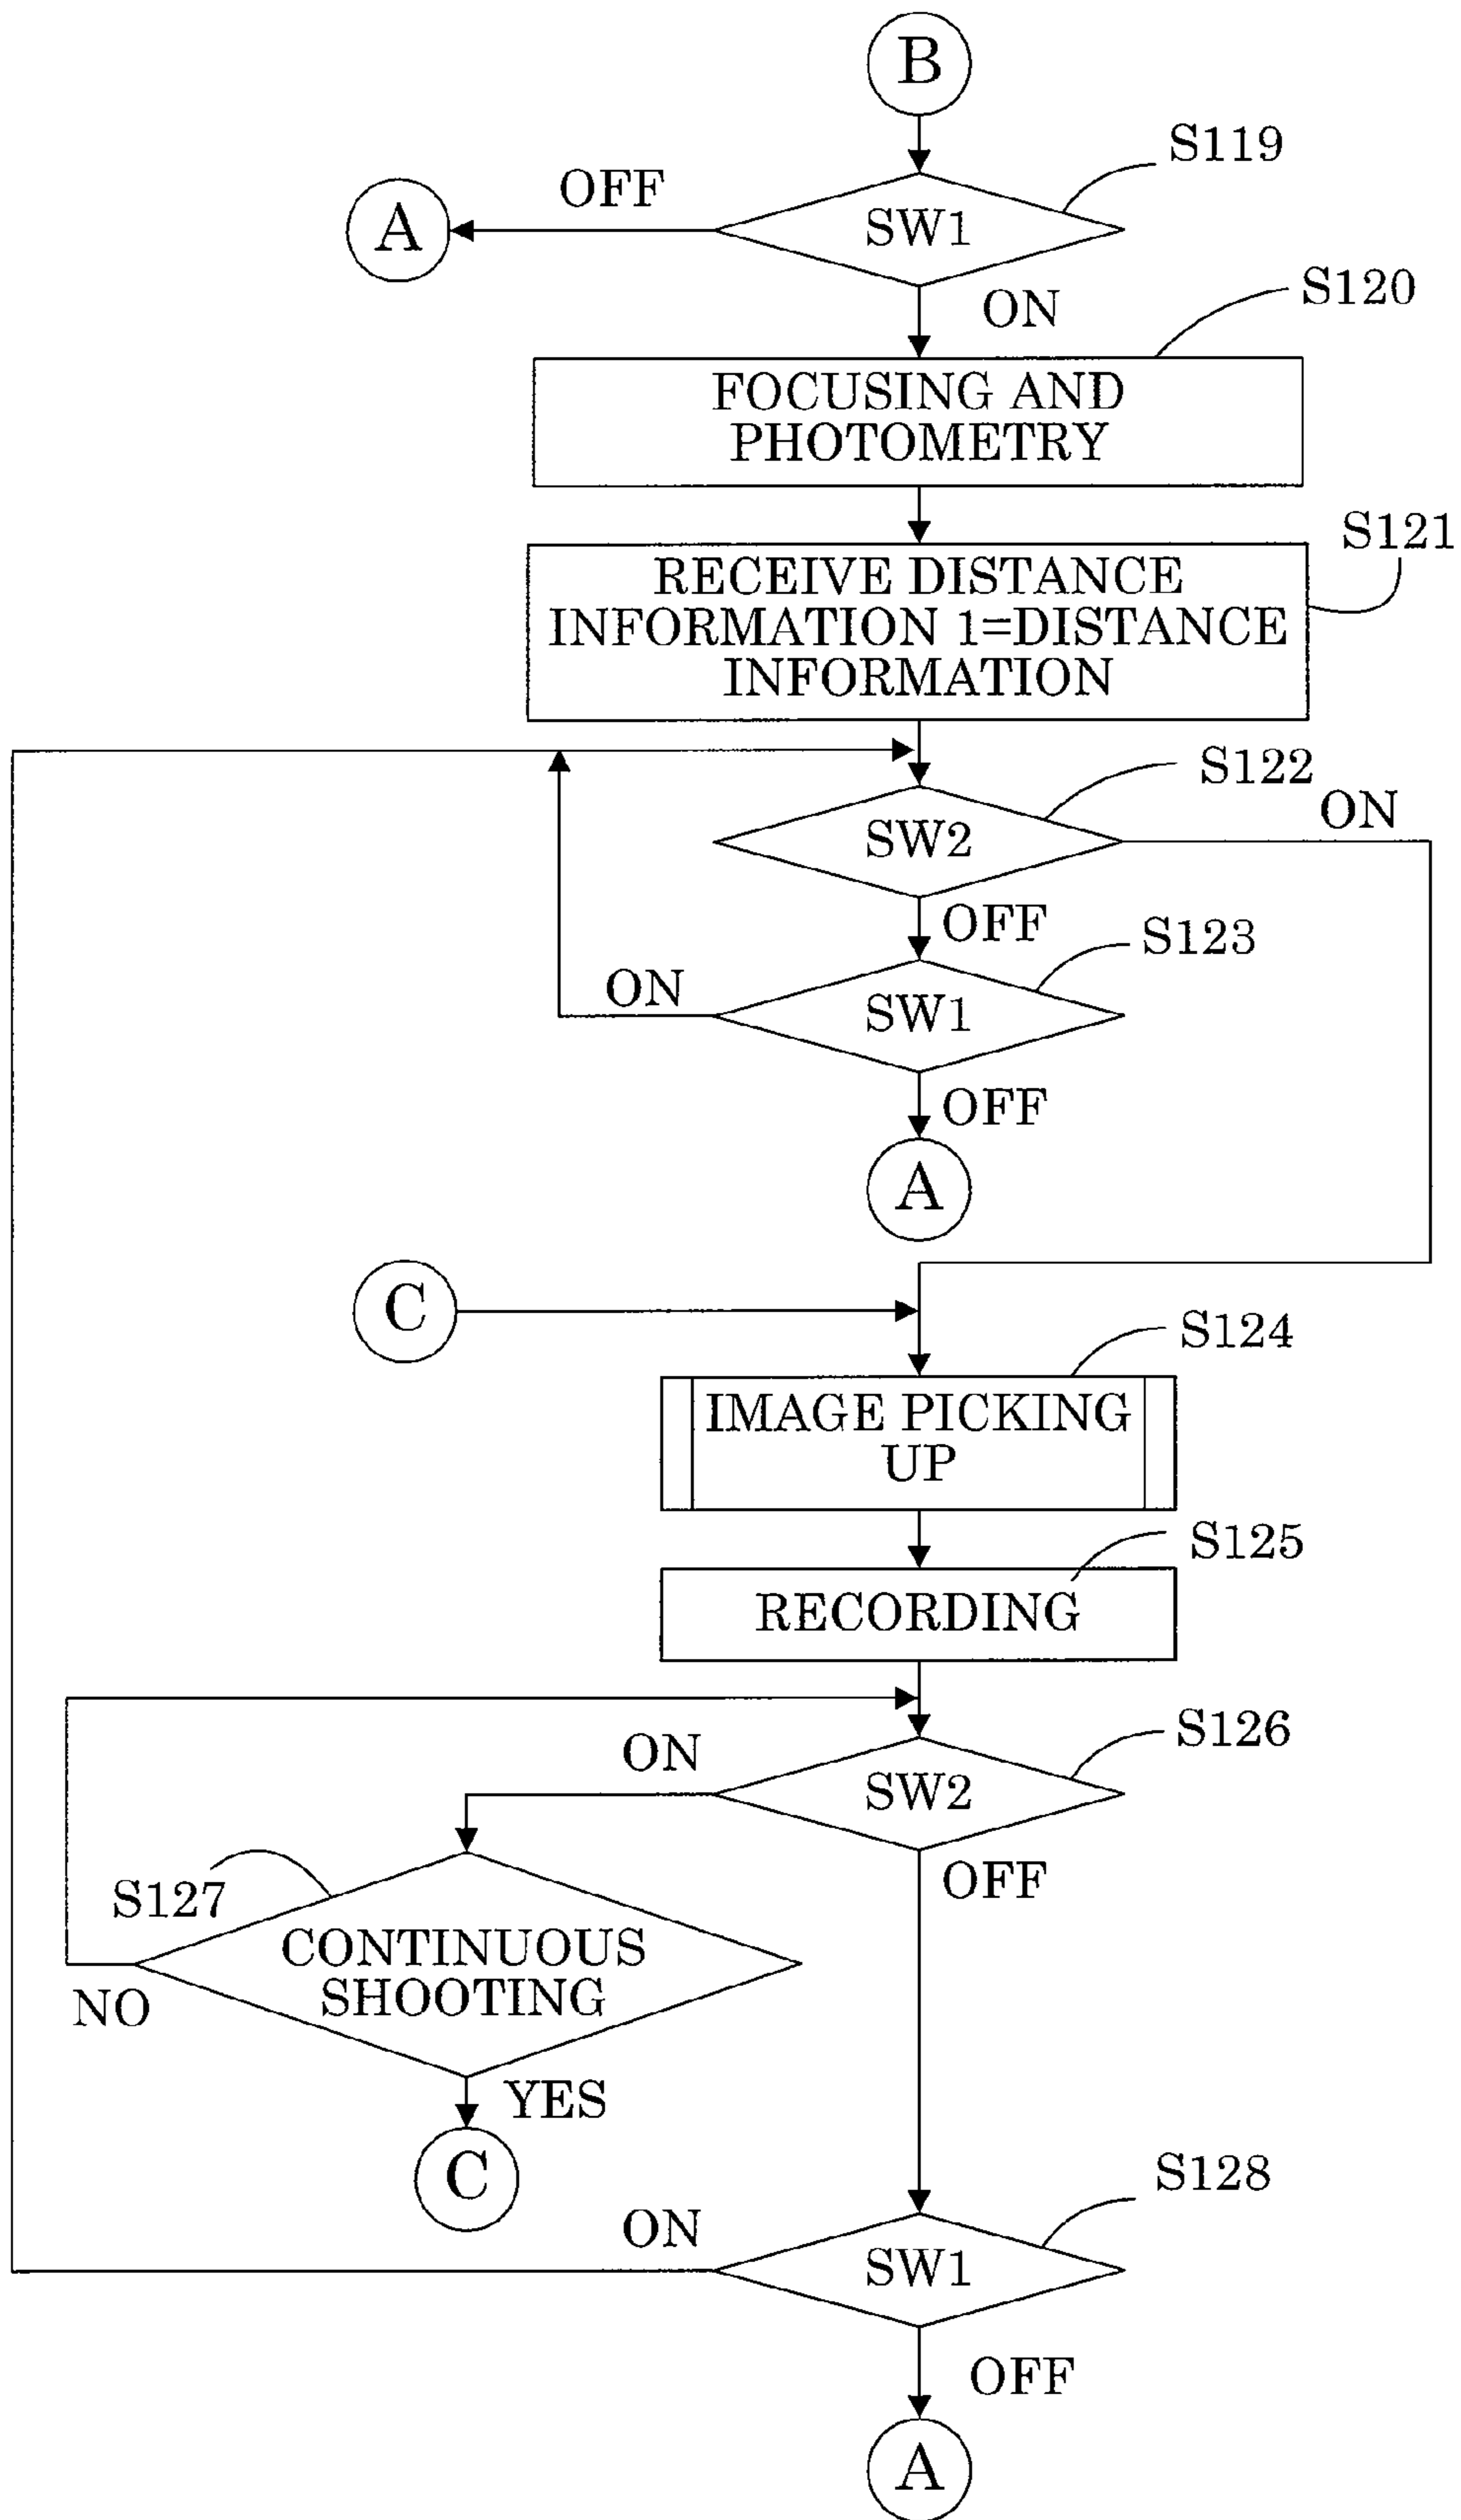 B
S119
OFF
A
SW1
S120
ON
FOCUSING AND
PHOTOMETRY
S121
RECEIVE DISTANCE
INFORMATION 1=DISTANCE
INFORMATION
S122
ON
SW2
OFF
S123
ON
SW1
OFF
A
C
S124
IMAGE PICKING
UP
S125
RECORDING
S126
ON
SW2
OFF
S127
CONTINUOUS
SHOOTING
NO
YES
C
S128
ON
SW1
OFF
A